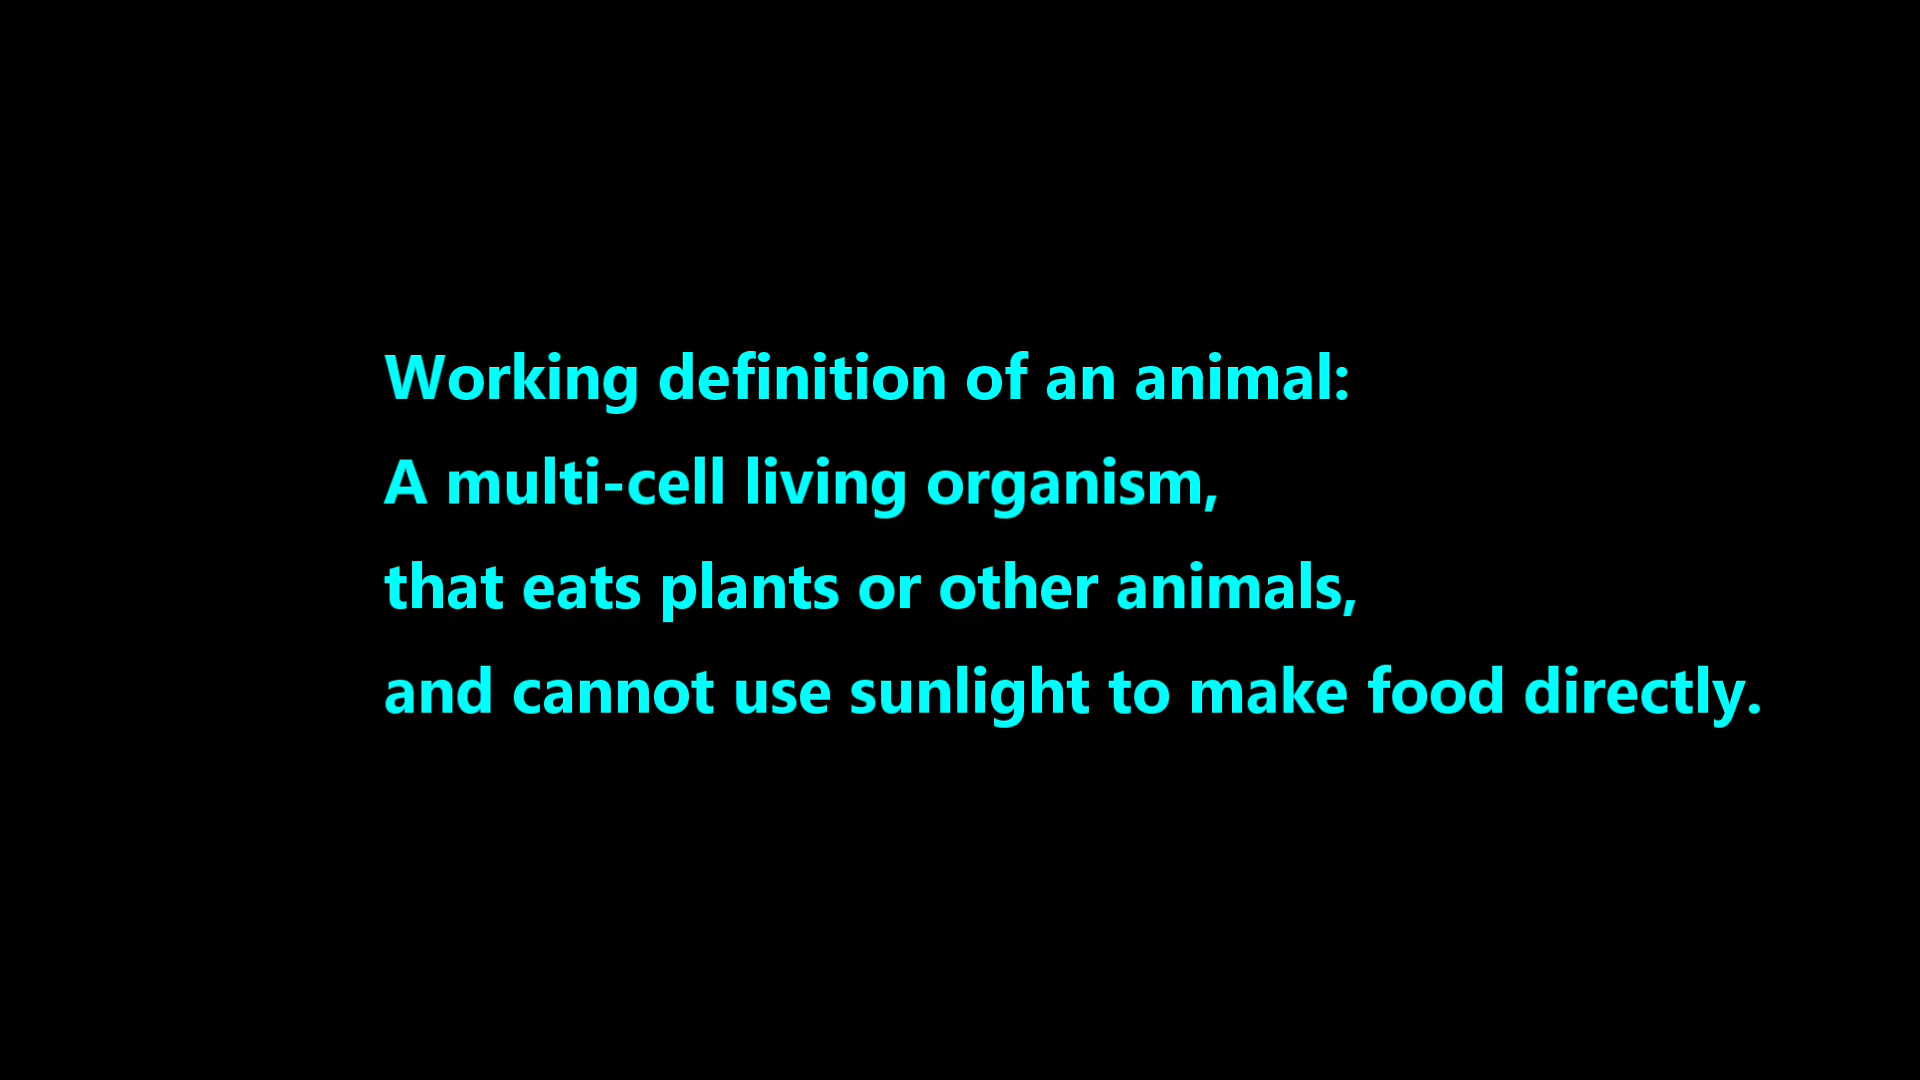 Working definition of an animal:
A multi-cell living organism,
that eats plants or other animals,
and cannot use sunlight to make food directly.